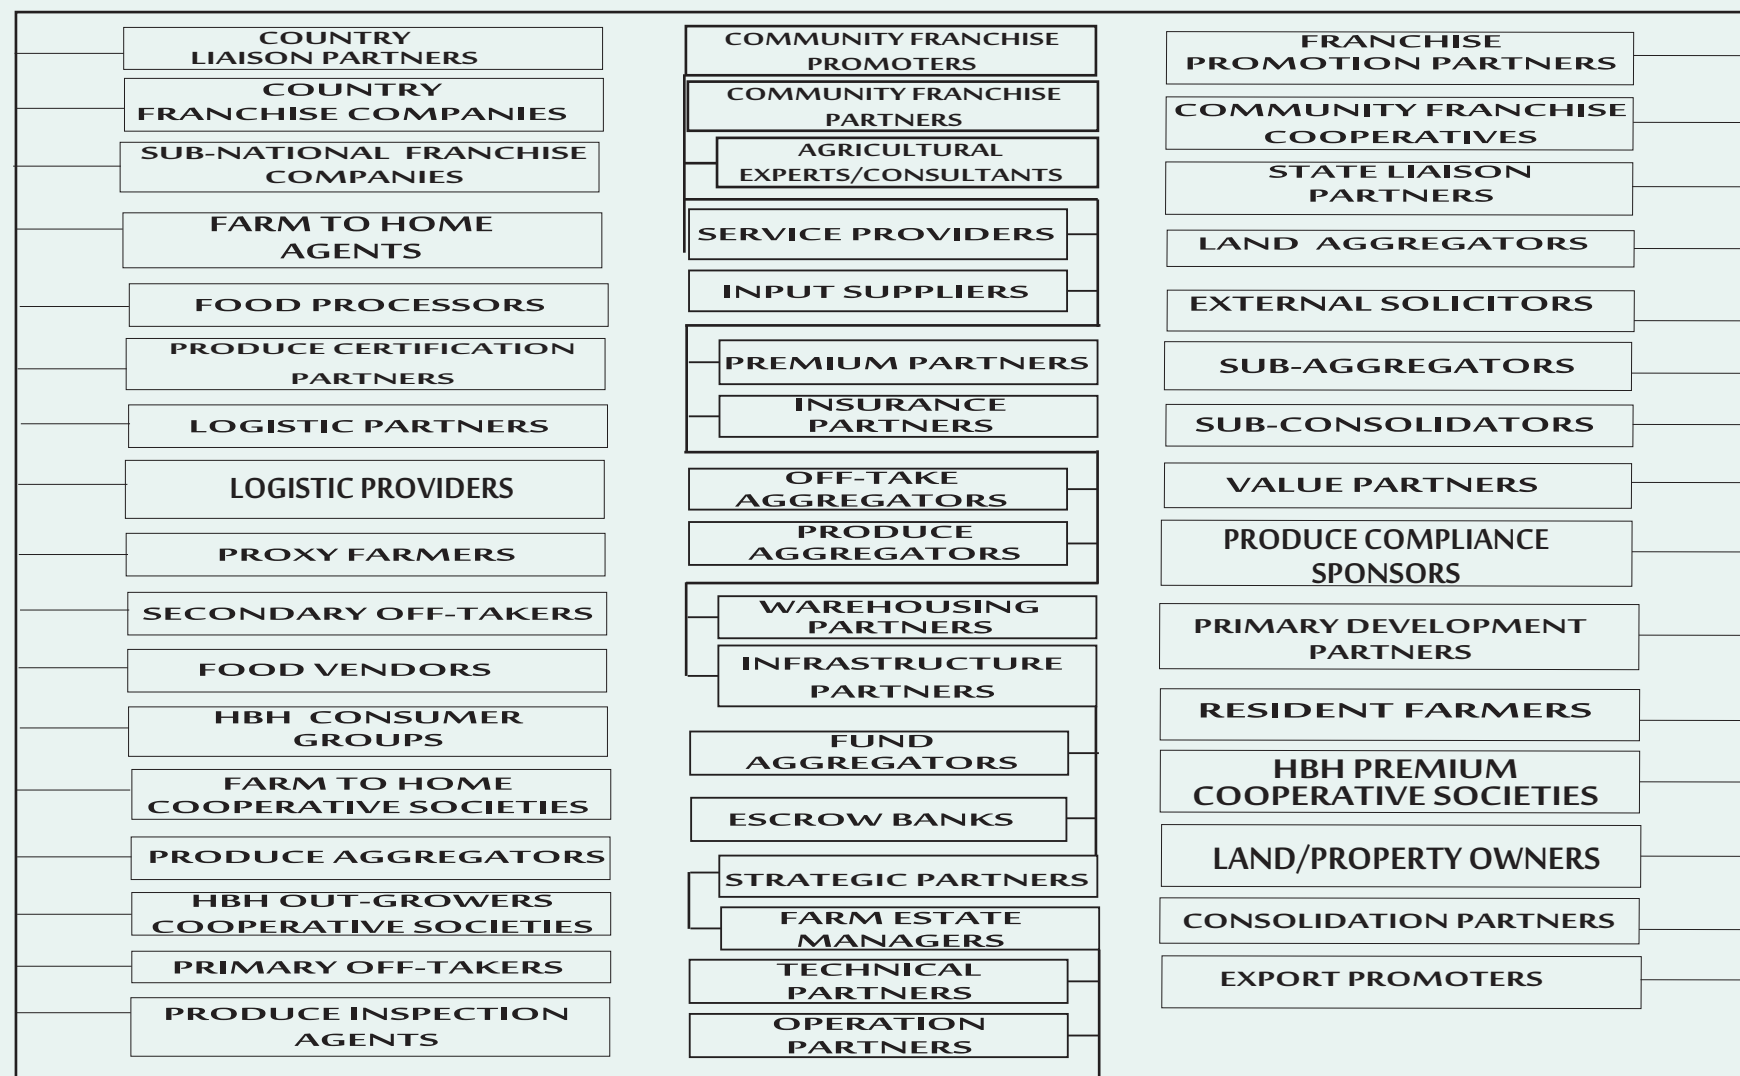 COUNTRY
LIAISON PARTNERS
COUNTRY
FRANCHISE COMPANIES
SUB-NATIONAL FRANCHISE
COMPANIES
FARM TO HOME
AGENTS
FOOD PROCESSORS
PRODUCE CERTIFICATION
PARTNERS
LOGISTIC PARTNERS
LOGISTIC PROVIDERS
PROXY FARMERS
SECONDARY OFF-TAKERS
FOOD VENDORS
HBH CONSUMER
GROUPS
FARM TO HOME
COOPERATIVE SOCIETIES
PRODUCE AGGREGATORS
HBH OUT-GROWERS
COOPERATIVE SOCIETIES
PRIMARY OFF-TAKERS
PRODUCE INSPECTION
AGENTS
COMMUNITY FRANCHISE
PROMOTERS
COMMUNITY FRANCHISE
PARTNERS
AGRICULTURAL
EXPERTS/CONSULTANTS
SERVICE PROVIDERS
INPUT SUPPLIERS
PREMIUM PARTNERS
INSURANCE
PARTNERS
OFF-TAKE
AGGREGATORS
PRODUCE
AGGREGATORS
WAREHOUSING
PARTNERS
INFRASTRUCTURE
PARTNERS
FUND
AGGREGATORS
ESCROW BANKS
STRATEGIC PARTNERS
FARM ESTATE
MANAGERS
TECHNICAL
PARTNERS
OPERATION
PARTNERS
FRANCHISE
PROMOTION PARTNERS
COMMUNITY FRANCHISE
COOPERATIVES
STATE LIAISON
PARTNERS
LAND AGGREGATORS
EXTERNAL SOLICITORS
SUB-AGGREGATORS
SUB-CONSOLIDATORS
VALUE PARTNERS
PRODUCE COMPLIANCE
SPONSORS
PRIMARY DEVELOPMENT
PARTNERS
RESIDENT FARMERS
HBH PREMIUM
COOPERATIVE SOCIETIES
LAND/PROPERTY OWNERS
CONSOLIDATION PARTNERS
EXPORT PROMOTERS